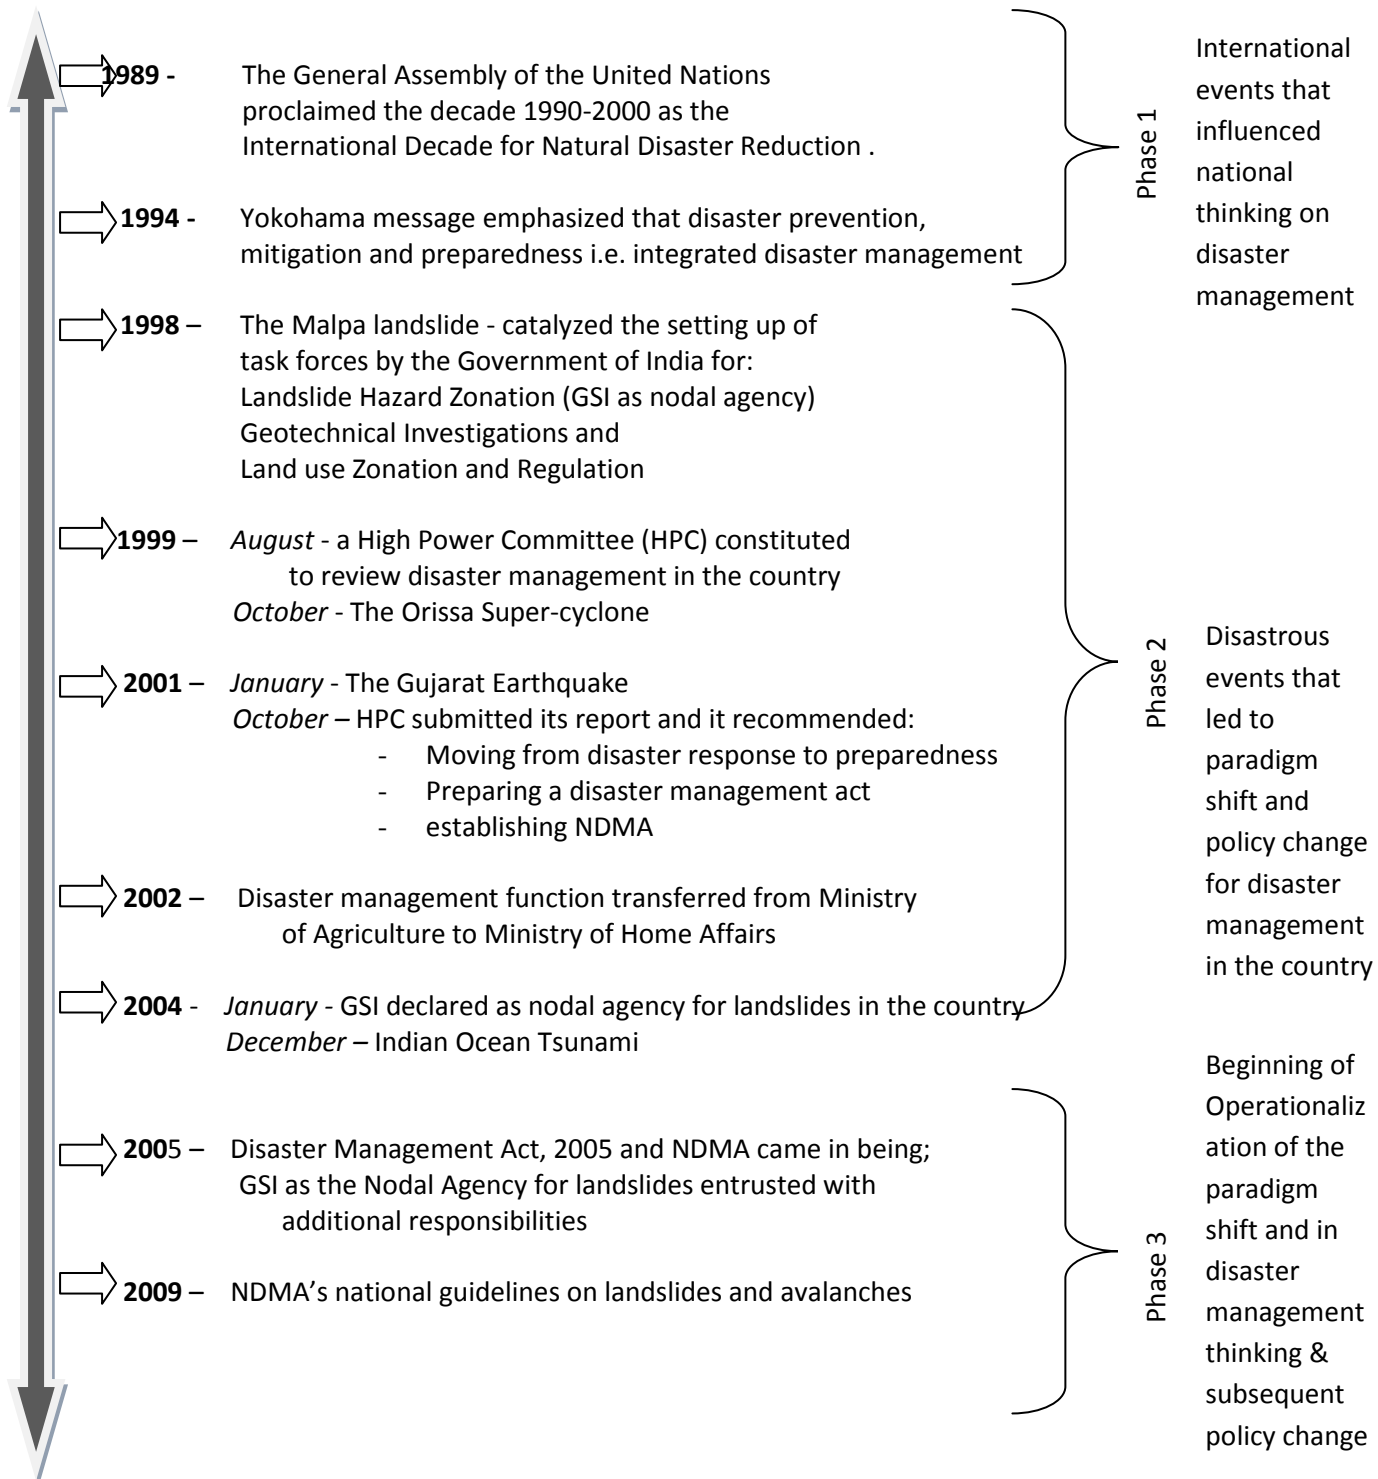 1989 - The General Assembly of the United Nations
proclaimed the decade 1990-2000 as the
International Decade for Natural Disaster Reduction .
1994 - Yokohama message emphasized that disaster prevention,
mitigation and preparedness i.e. integrated disaster management
Phase 1
International
events that
influenced
national
thinking on
disaster
management
1998 – The Malpa landslide - catalyzed the setting up of
task forces by the Government of India for:
Landslide Hazard Zonation (GSI as nodal agency)
Geotechnical Investigations and
Land use Zonation and Regulation
1999 – August - a High Power Committee (HPC) constituted
to review disaster management in the country
October - The Orissa Super-cyclone
2001 – January - The Gujarat Earthquake
October – HPC submitted its report and it recommended:
- Moving from disaster response to preparedness
- Preparing a disaster management act
- establishing NDMA
2002 – Disaster management function transferred from Ministry
of Agriculture to Ministry of Home Affairs
2004 - January - GSI declared as nodal agency for landslides in the country
December – Indian Ocean Tsunami
Phase 2
Disastrous
events that
led to
paradigm
shift and
policy change
for disaster
management
in the country
2005 – Disaster Management Act, 2005 and NDMA came in being;
GSI as the Nodal Agency for landslides entrusted with
additional responsibilities
2009 – NDMA’s national guidelines on landslides and avalanches
Phase 3
Beginning of
Operationaliz
ation of the
paradigm
shift and in
disaster
management
thinking &
subsequent
policy change